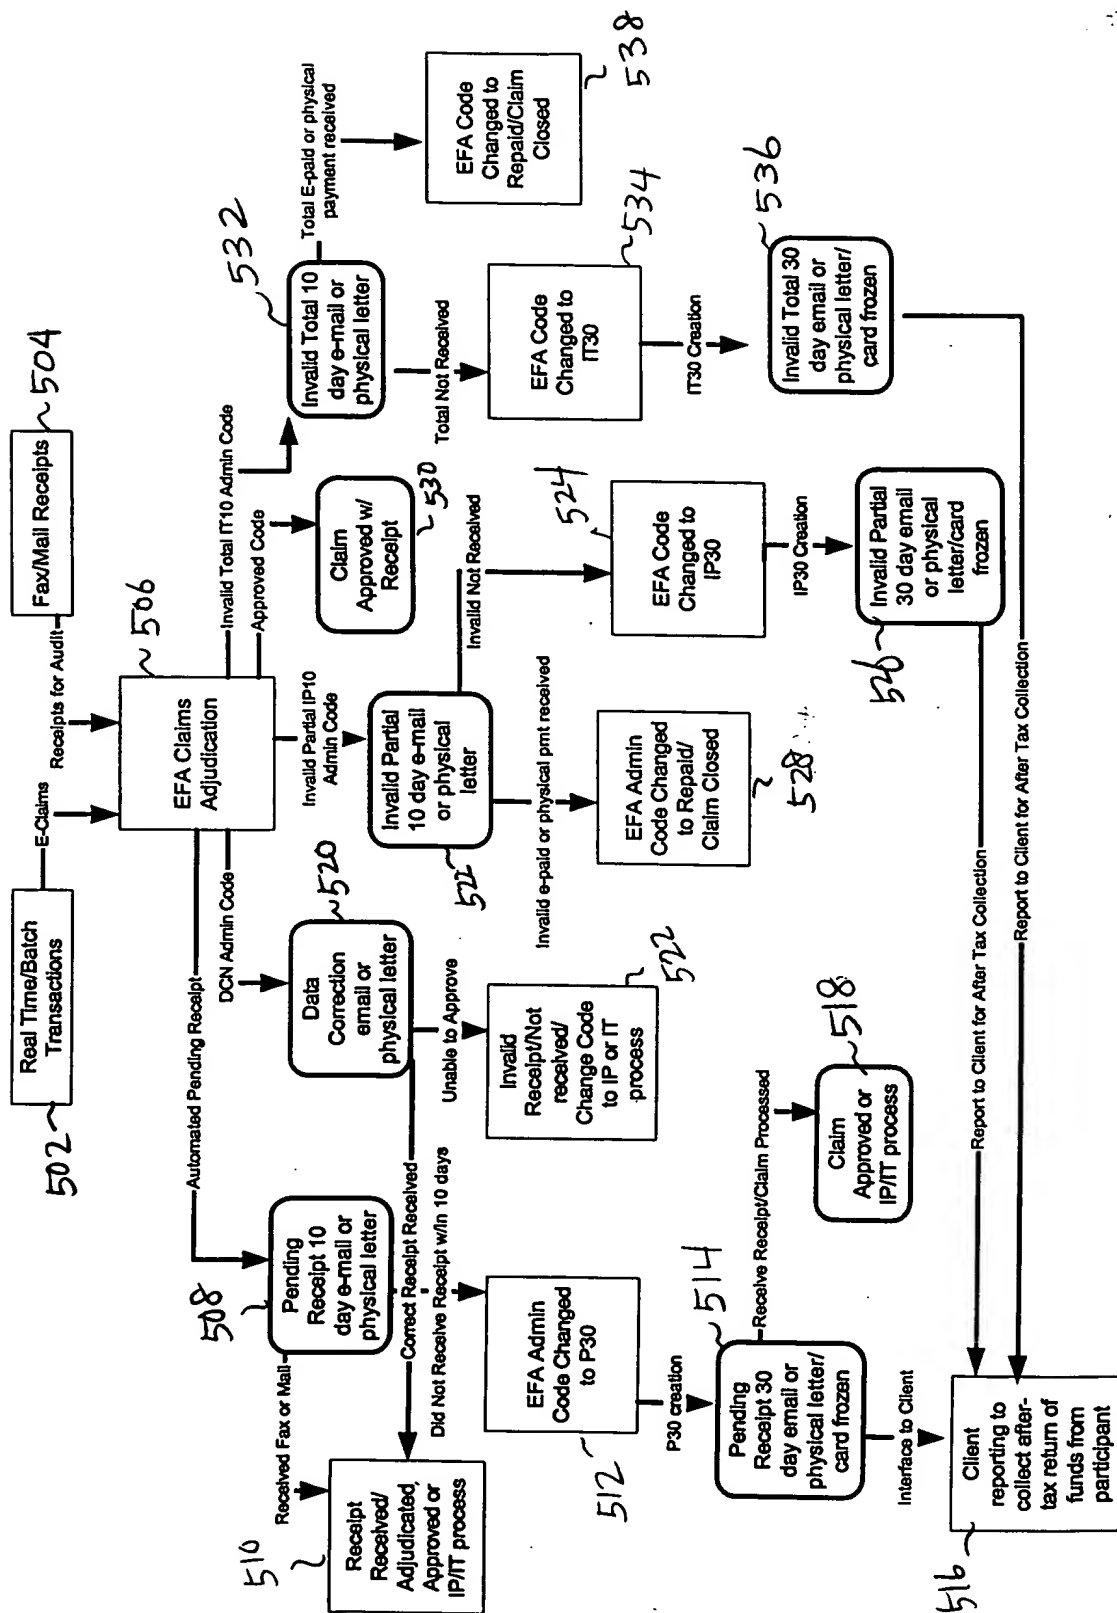 502
Real Time/Batch
Transactions
E-Claims
Fax/Mail Receipts
504
Receipts for Audit
506
EFA Claims
Adjudication
Automated Pending Receipt
DCN Admin Code
Invalid Partial IP10
Admin Code
Approved Code
Invalid Total IT10 Admin Code
508
Pending
Receipt 10
day e-mail or
physical letter
520
Data
Correction
email or
physical letter
522
Invalid Partial
10 day e-mail
or physical
letter
Claim
Approved w/
Receipt
530
532
Invalid Total 10
day e-mail or
physical letter
Total E-paid or physical
payment received
Received Fax or Mail
Correct Receipt Received
Did Not Receive Receipt w/In 10 days
Unable to Approve
Invalid e-paid or physical pmt received
Invalid Not Received
Total Not Received
510
Receipt
Received/
Adjudicated,
Approved or
IP/IT process
512
EFA Admin
Code Changed
to P30
Invalid
Receipt/Not
received/
Change Code
to IP or IT
process
522
EFA Admin
Code Changed
to Repaid/
Claim Closed
528
524
EFA Code
Changed to
IP30
EFA Code
Changed to
IT30
534
EFA Code
Changed to
Repaid/Claim
Closed
538
P30 creation
IP30 Creation
IT30 Creation
514
Pending
Receipt 30
day email or
physical letter/
card frozen
Receive Receipt/Claim Processed
Claim
Approved or
IP/IT process
518
526
Invalid Partial
30 day email
or physical
letter/card
frozen
536
Invalid Total 30
day email or
physical letter/
card frozen
Interface to Client
Report to Client for After Tax Collection
Report to Client for After Tax Collection
516
Client
reporting to
collect after-
tax return of
funds from
participant